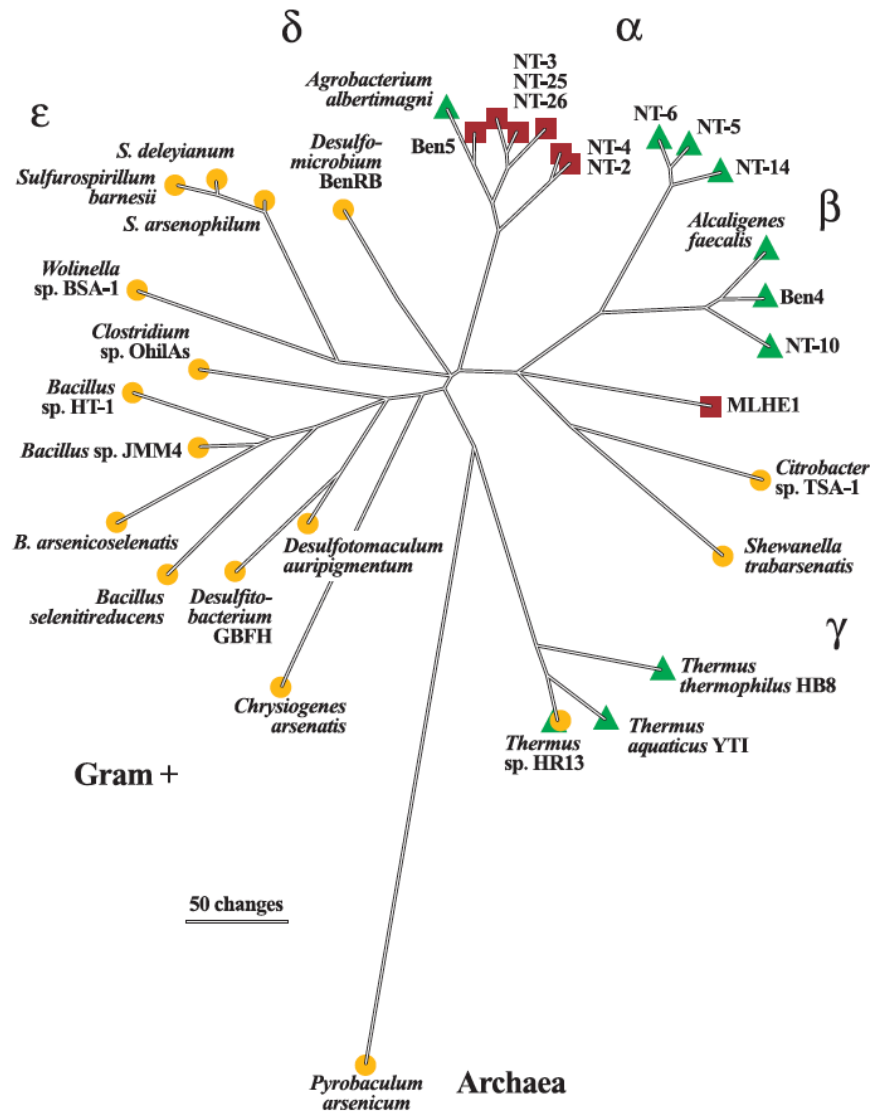 δ
α
ε
β
γ
Agrobacterium
albertimagni
NT-3
NT-25
NT-26
Ben5
NT-4
NT-2
NT-6
NT-5
NT-14
S. deleyianum
Sulfurospirillum
barnesii
S. arsenophilum
Desulfo-
microbium
BenRB
Alcaligenes
faecalis
Ben4
NT-10
Wolinella
sp. BSA-1
Clostridium
sp. OhilAs
Bacillus
sp. HT-1
MLHE1
Bacillus sp. JMM4
Citrobacter
sp. TSA-1
B. arsenicoselenatis
Desulfotomaculum
auripigmentum
Shewanella
trabarsenatis
Bacillus
selenitireducens
Desulfito-
bacterium
GBFH
Chrysiogenes
arsenatis
Thermus
thermophilus HB8
Thermus
sp. HR13
Thermus
aquaticus YTI
Gram +
50 changes
Pyrobaculum
arsenicum
Archaea